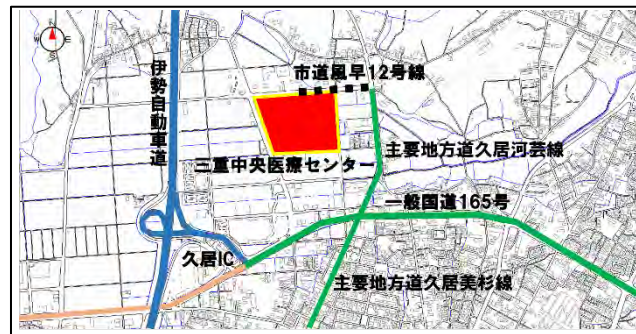 N
W
E
S
伊勢自動車道
市道風早12号線
三重中央医療センター
主要地方道久居河芸線
一般国道165号
久居IC
主要地方道久居美杉線